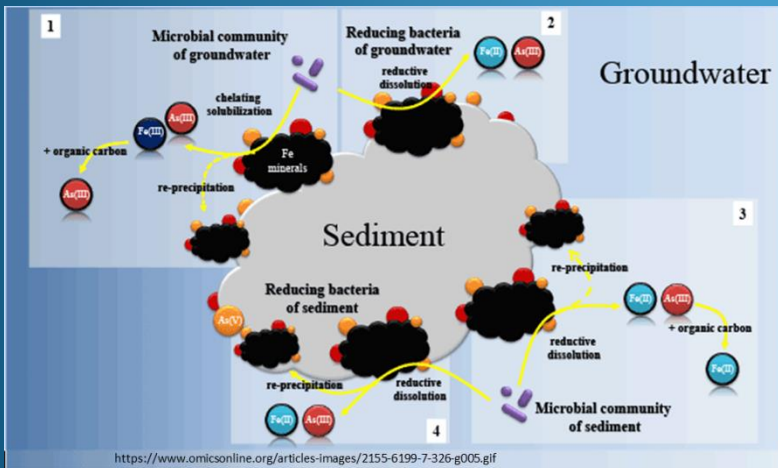 1
Microbial community
of groundwater
Reducing bacteria
of groundwater
2
Groundwater
reductive
dissolution
Fe(II)
As(III)
chelating
solubilization
Fe(III)
As(III)
+ organic carbon
Fe
minerals
As(III)
re-precipitation
Sediment
3
re-precipitation
Reducing bacteria
of sediment
As(V)
Fe(II)
As(III)
+ organic carbon
reductive
dissolution
Fe(II)
re-precipitation
reductive
dissolution
Fe(II)
As(III)
4
Microbial community
of sediment
https://www.omicsonline.org/articles-images/2155-6199-7-326-g005.gif